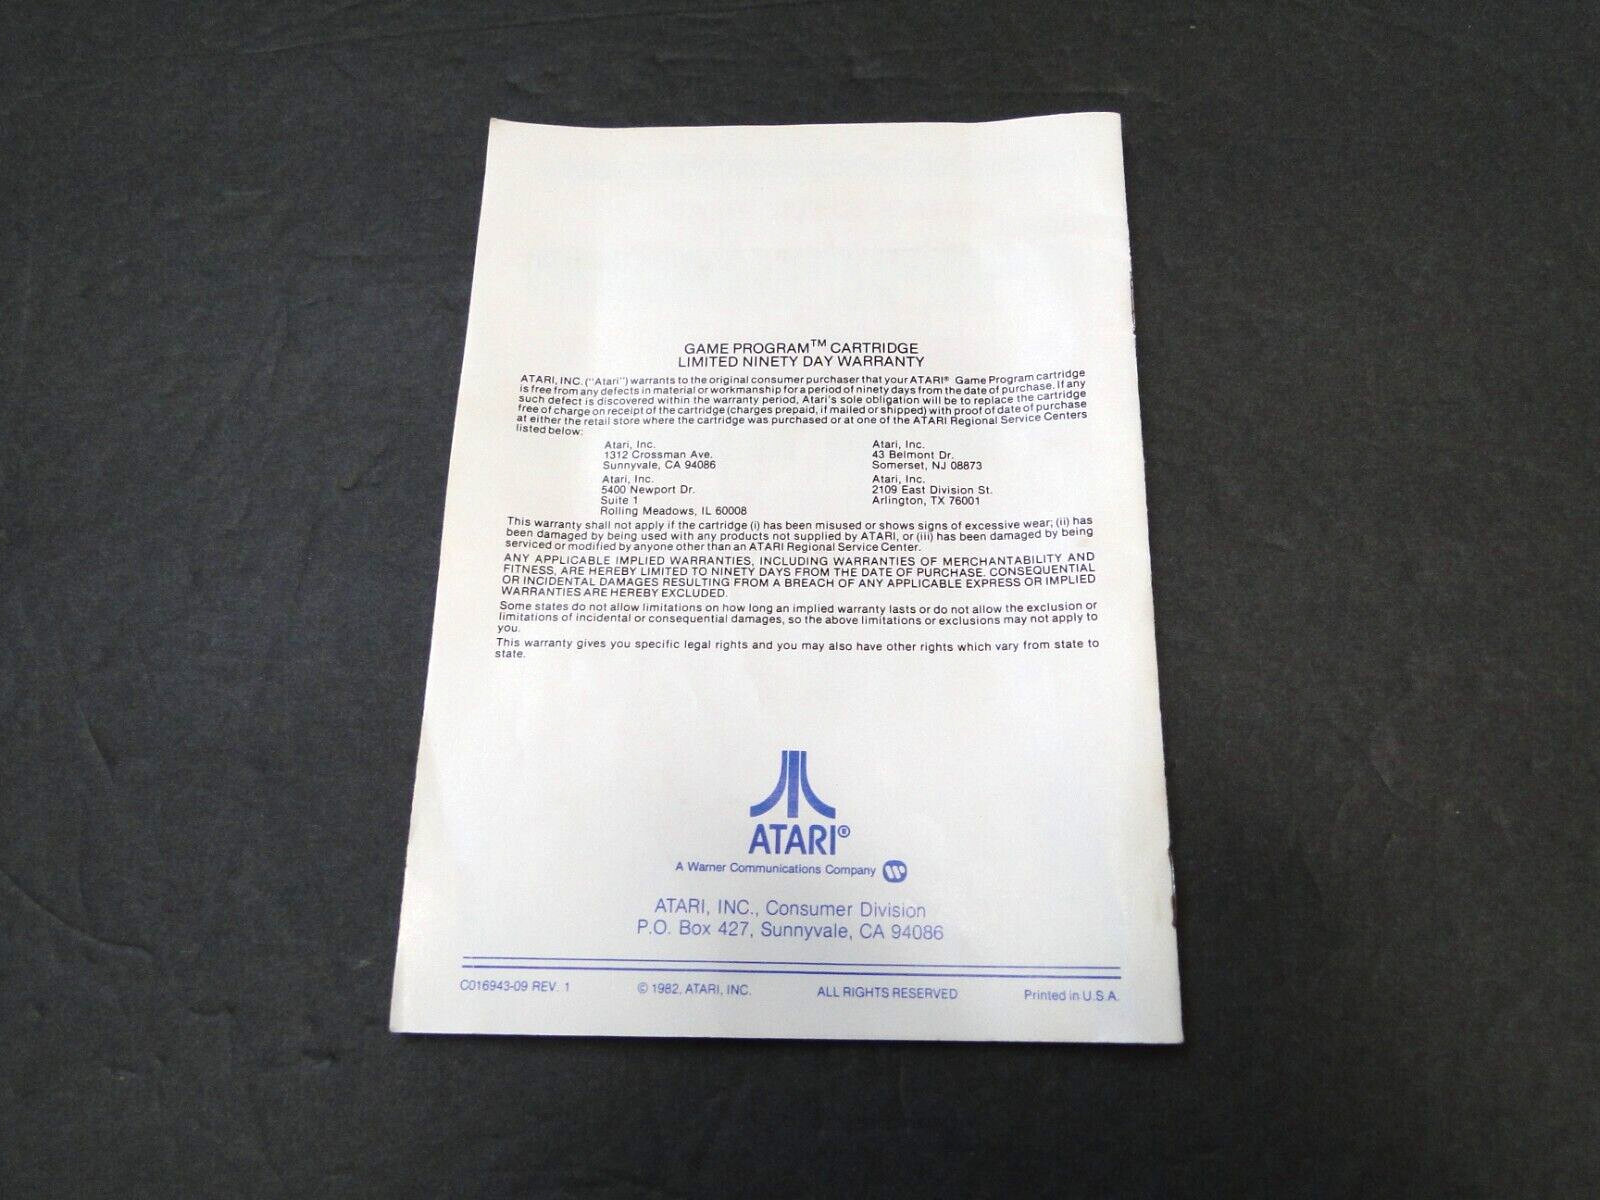 GAME PROGRAM™ CARTRIDGE
LIMITED NINETY DAY WARRANTY
ATARI, INC. ("Atari") warrants to the original consumer purchaser that your ATARI® Game Program cartridge
is free from any defects in material or workmanship for a period of ninety days from the date of purchase. If any
such defect is discovered within the warranty period, Atari's sole obligation will be to replace the cartridge
free of charge on receipt of the cartridge (charges prepaid, if mailed or shipped) with proof of date of purchase
at either the retail store where the cartridge was purchased or at one of the ATARI Regional Service Centers
listed below:
Atari, Inc.
1312 Crossman Ave.
Sunnyvale, CA 94086
Atari, Inc.
5400 Newport Dr.
Suite 1
Rolling Meadows, IL 60008
Atari, Inc.
43 Belmont Dr.
Somerset, NJ 08873
Atari, Inc.
2109 East Division St.
Arlington, TX 76001
This warranty shall not apply if the cartridge (i) has been misused or shows signs of excessive wear; (ii) has
been damaged by being used with any products not supplied by ATARI, or (iii) has been damaged by being
serviced or modified by anyone other than an ATARI Regional Service Center.
ANY APPLICABLE IMPLIED WARRANTIES, INCLUDING WARRANTIES OF MERCHANTABILITY AND
FITNESS, ARE HEREBY LIMITED TO NINETY DAYS FROM THE DATE OF PURCHASE. CONSEQUENTIAL
OR INCIDENTAL DAMAGES RESULTING FROM A BREACH OF ANY APPLICABLE EXPRESS OR IMPLIED
WARRANTIES ARE HEREBY EXCLUDED.
Some states do not allow limitations on how long an implied warranty lasts or do not allow the exclusion or
limitations of incidental or consequential damages, so the above limitations or exclusions may not apply to
you.
This warranty gives you specific legal rights and you may also have other rights which vary from state to
state.
ATARI®
A Warner Communications Company
ATARI, INC., Consumer Division
P.O. Box 427, Sunnyvale, CA 94086
C016943-09 REV. 1 © 1982, ATARI, INC. ALL RIGHTS RESERVED Printed in U.S.A.